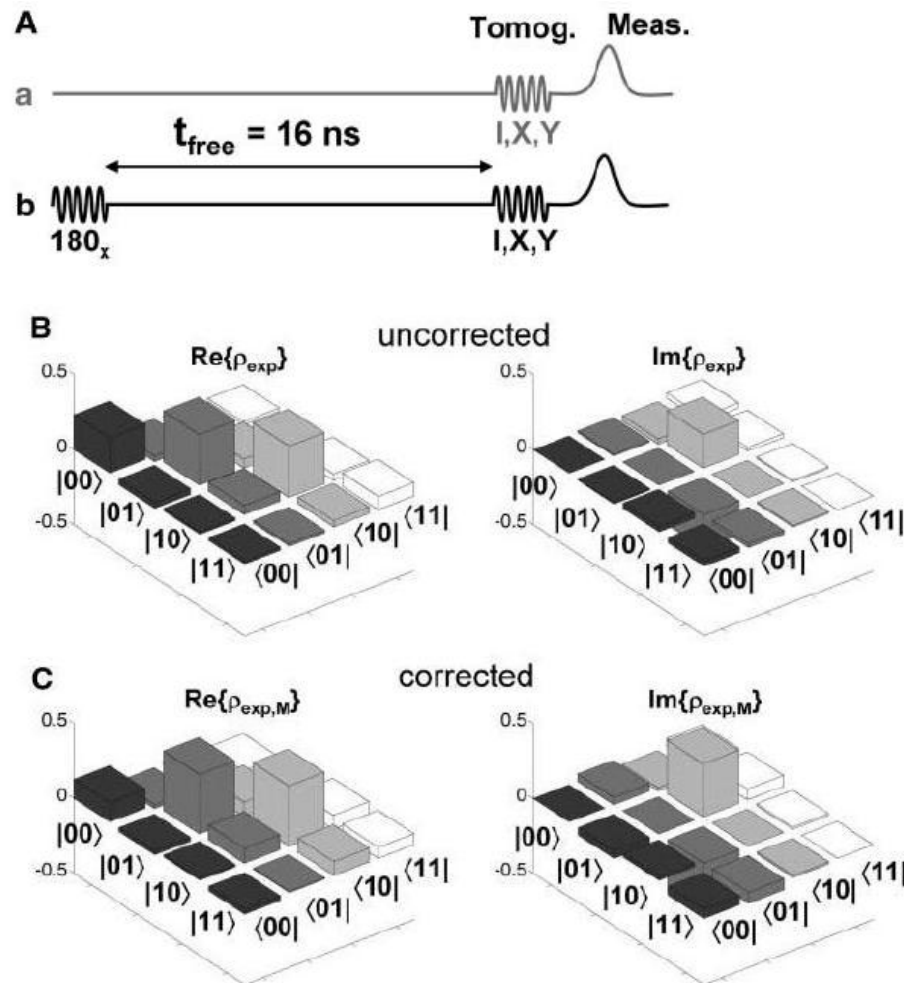 A
Tomog. Meas.
a
I,X,Y
t_free = 16 ns
b
180_x
I,X,Y
B
uncorrected
Re{ρ_exp}
Im{ρ_exp}
0.5
0
-0.5
|00⟩
|01⟩
|10⟩
|11⟩
⟨00|
⟨01|
⟨10|
⟨11|
0.5
0
-0.5
|00⟩
|01⟩
|10⟩
|11⟩
⟨00|
⟨01|
⟨10|
⟨11|
C
corrected
Re{ρ_exp,M}
Im{ρ_exp,M}
0.5
0
-0.5
|00⟩
|01⟩
|10⟩
|11⟩
⟨00|
⟨01|
⟨10|
⟨11|
0.5
0
-0.5
|00⟩
|01⟩
|10⟩
|11⟩
⟨00|
⟨01|
⟨10|
⟨11|